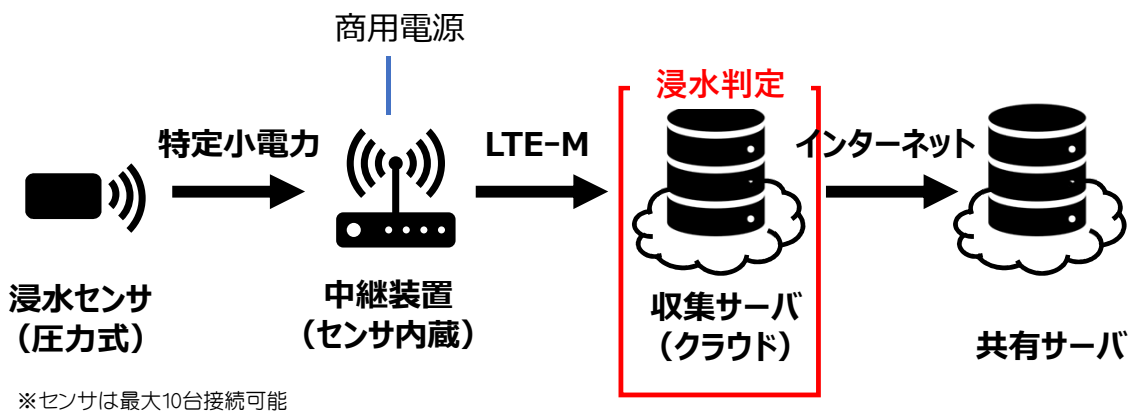 商用電源
浸水判定
特定小電力
LTE-M
インターネット
浸水センサ
（圧力式）
中継装置
（センサ内蔵）
収集サーバ
（クラウド）
共有サーバ
※センサは最大10台接続可能